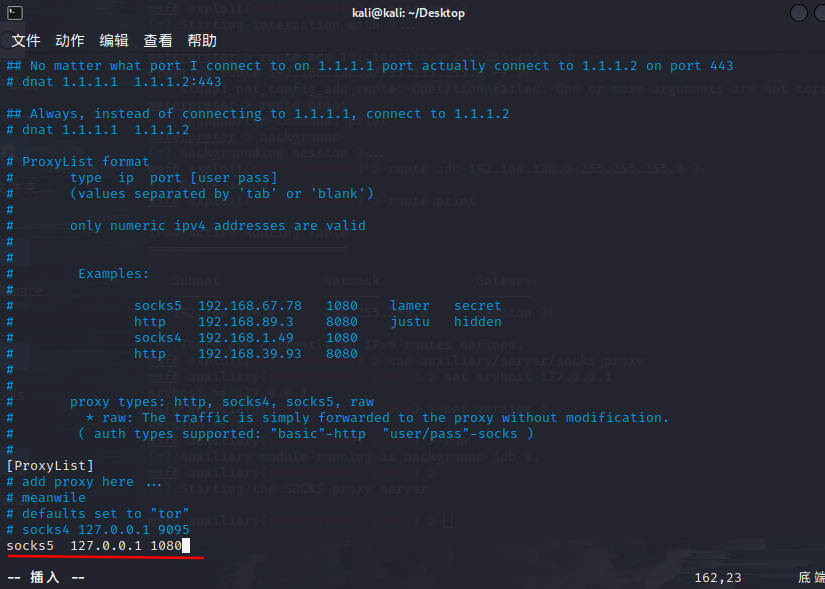 kali@kali: ~/Desktop
文件 动作 编辑 查看 帮助
## No matter what port I connect to on 1.1.1.1 port actually connect to 1.1.1.2 on port 443
# dnat 1.1.1.1  1.1.1.2:443
## Always, instead of connecting to 1.1.1.1, connect to 1.1.1.2
# dnat 1.1.1.1  1.1.1.2
# ProxyList format
#       type  ip  port [user pass]
#       (values separated by 'tab' or 'blank')
#
#       only numeric ipv4 addresses are valid
#
#
#        Examples:
#
#               socks5  192.168.67.78   1080    lamer   secret
#               http    192.168.89.3    8080    justu   hidden
#               socks4  192.168.1.49    1080
#               http    192.168.39.93   8080
#
#
#       proxy types: http, socks4, socks5, raw
#         * raw: The traffic is simply forwarded to the proxy without modification.
#        ( auth types supported: "basic"-http  "user/pass"-socks )
#
[ProxyList]
# add proxy here ...
# meanwile
# defaults set to "tor"
# socks4 127.0.0.1 9095
socks5  127.0.0.1 1080
-- 插入 --
162,23
底端